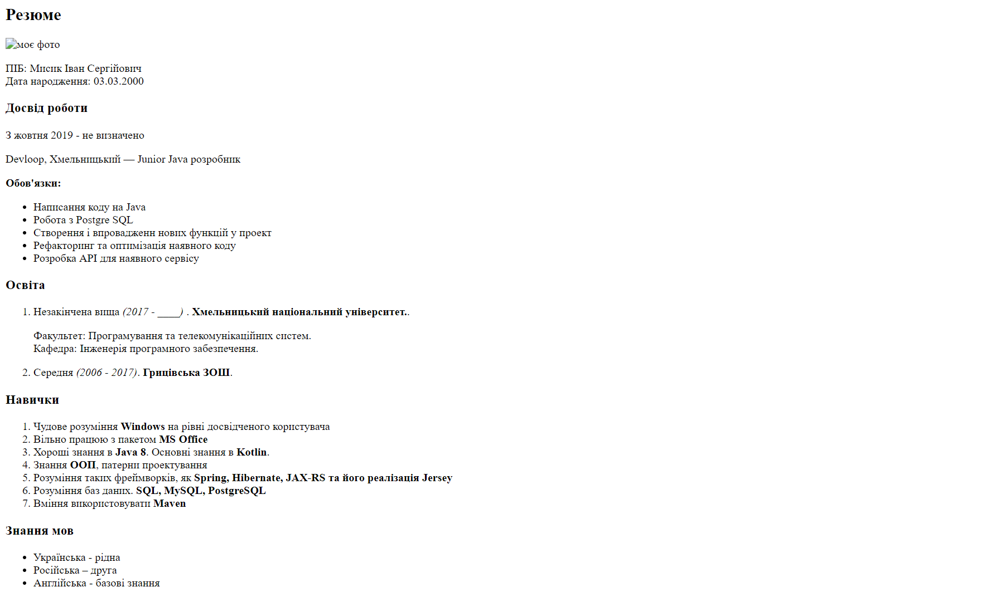 Резюме
моє фото
ПІБ: Мисик Іван Сергійович
Дата народження: 03.03.2000
Досвід роботи
З жовтня 2019 - не визначено
Devloop, Хмельницький — Junior Java розробник
Обов'язки:
• Написання коду на Java
• Робота з Postgre SQL
• Створення і впровадженн нових функцій у проект
• Рефакторинг та оптимізація наявного коду
• Розробка API для наявного сервісу
Освіта
1. Незакінчена вища (2017 - ____) . Хмельницький національний університет..
Факультет: Програмування та телекомунікаційних систем.
Кафедра: Інженерія програмного забезпечення.
2. Середня (2006 - 2017). Грицівська ЗОШ.
Навички
1. Чудове розуміння Windows на рівні досвідченого користувача
2. Вільно працюю з пакетом MS Office
3. Хороші знання в Java 8. Основні знання в Kotlin.
4. Знання ООП, патерни проектування
5. Розуміння таких фреймворків, як Spring, Hibernate, JAX-RS та його реалізація Jersey
6. Розуміння баз даних. SQL, MySQL, PostgreSQL
7. Вміння використовувати Maven
Знання мов
• Українська - рідна
• Російська – друга
• Англійська - базові знання